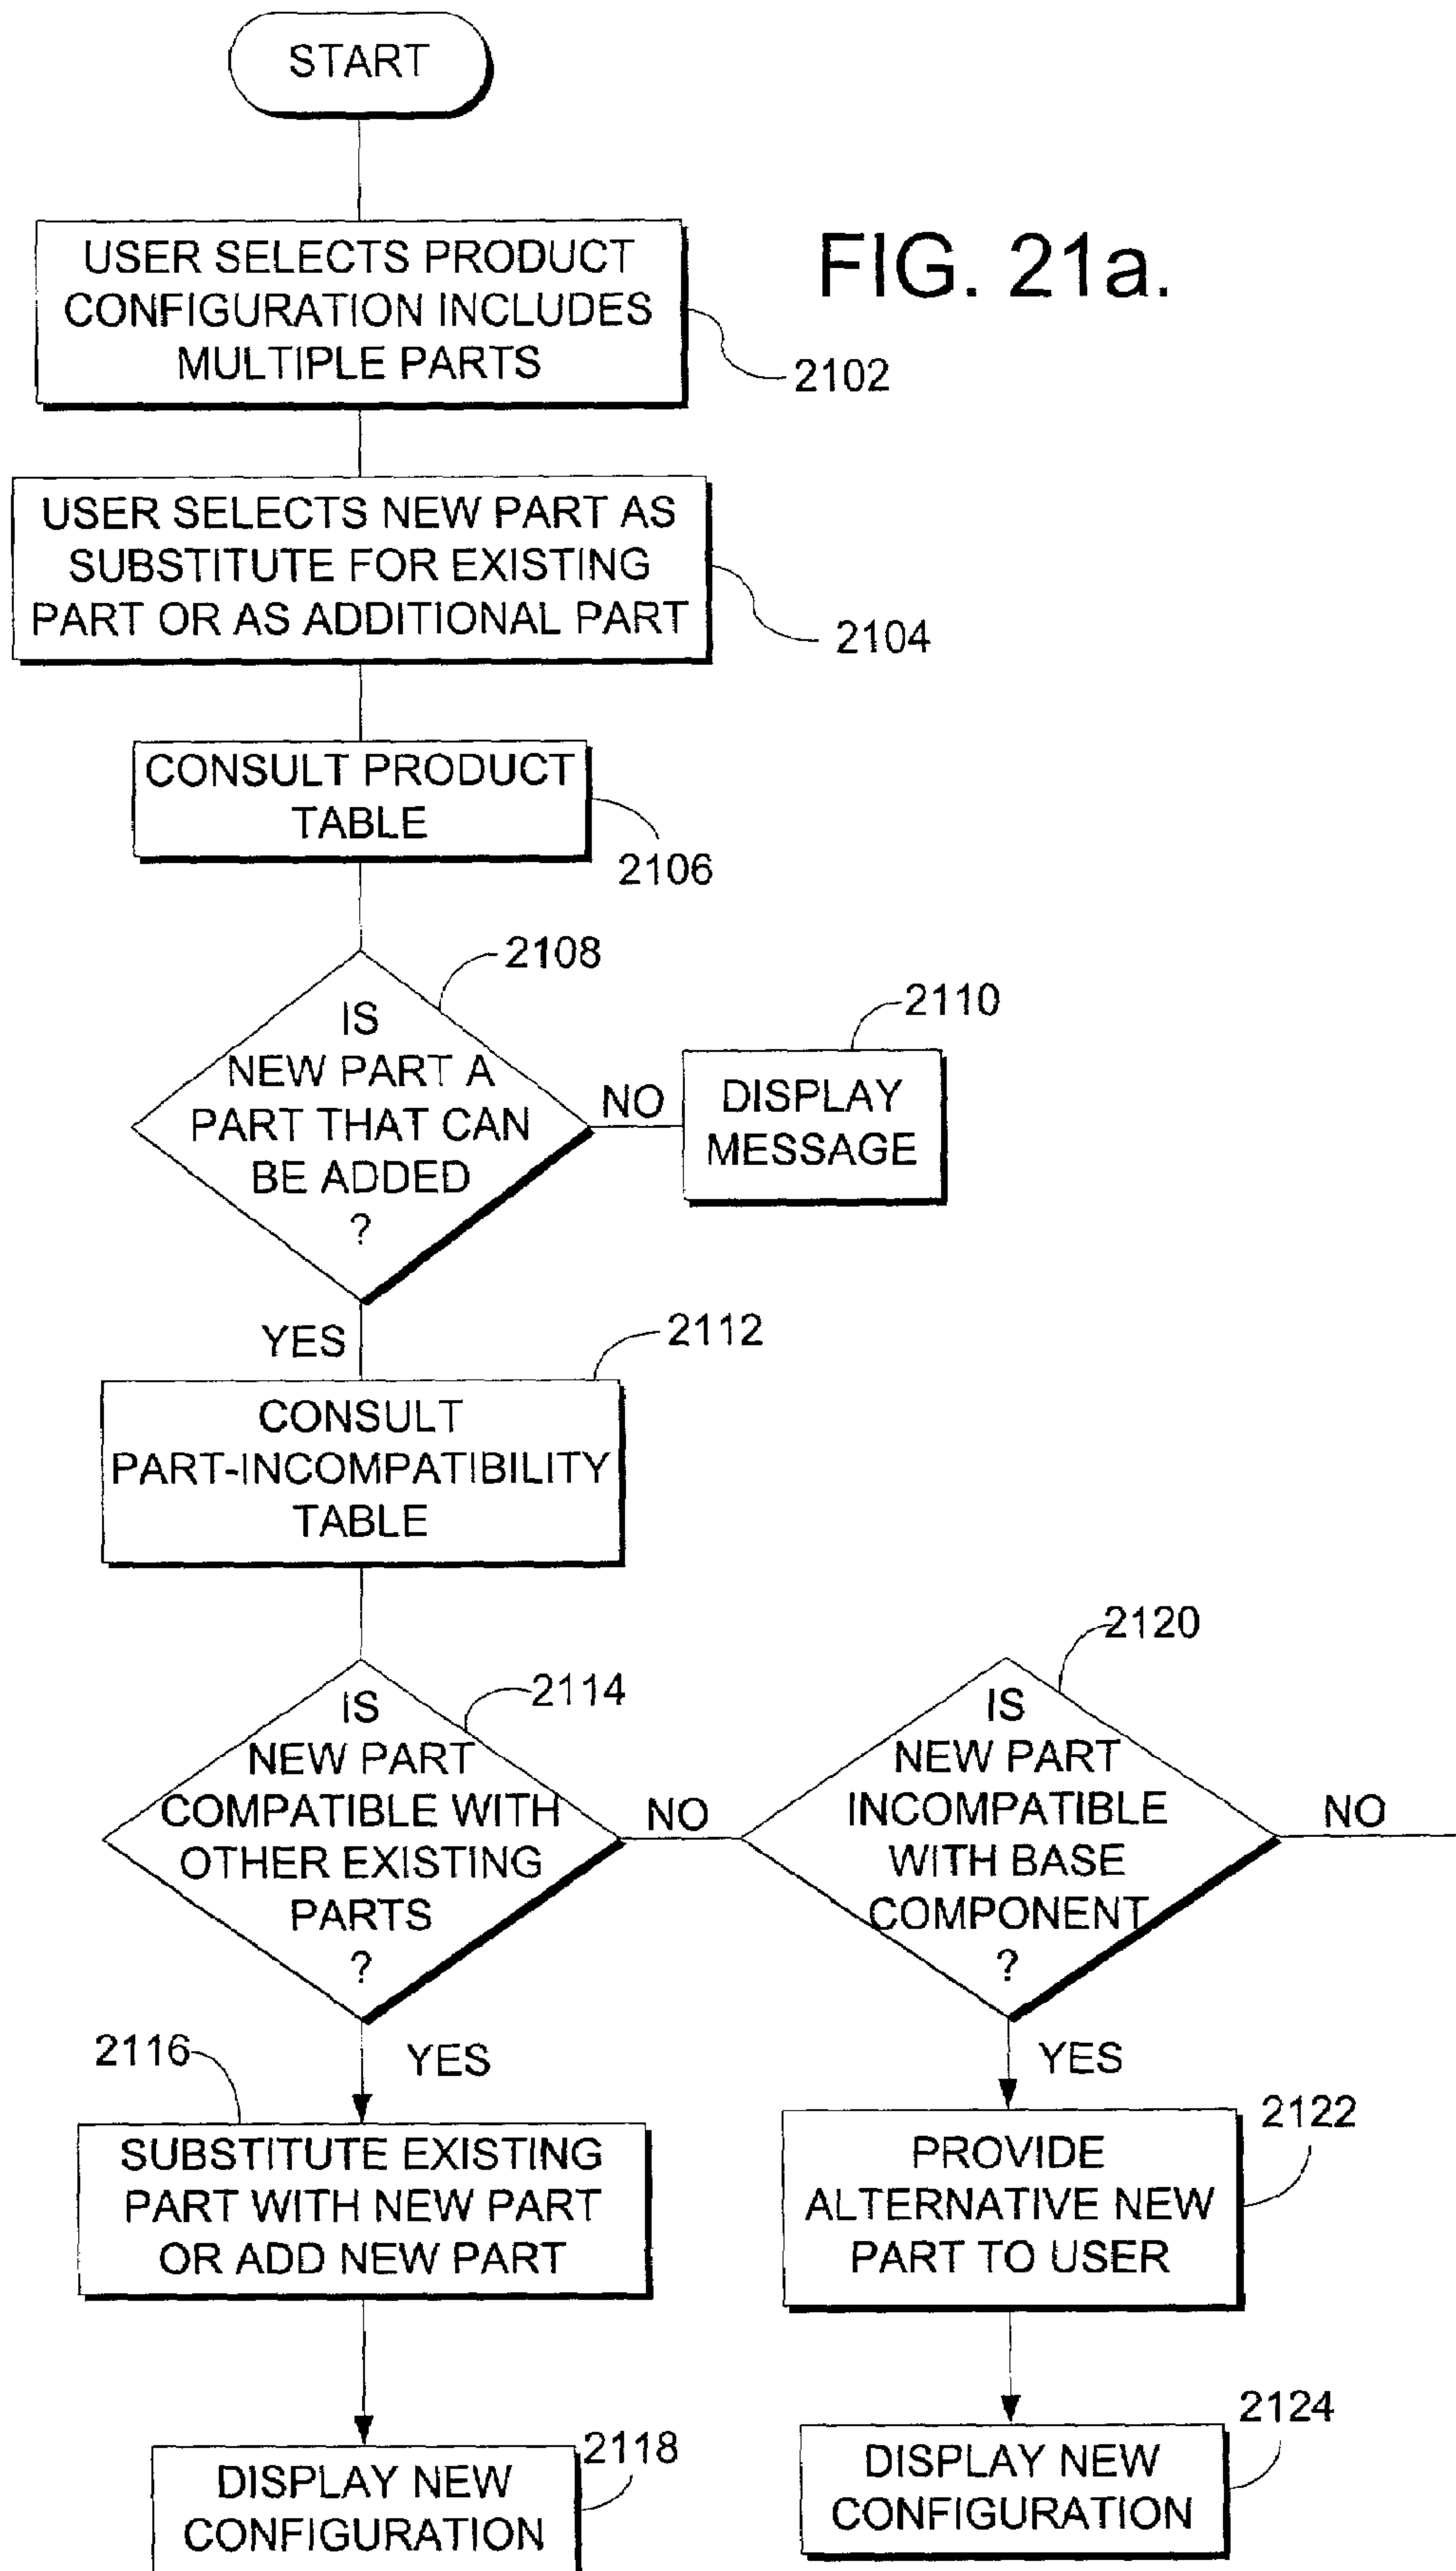 START
USER SELECTS PRODUCT
CONFIGURATION INCLUDES
MULTIPLE PARTS
FIG. 21a.
2102
USER SELECTS NEW PART AS
SUBSTITUTE FOR EXISTING
PART OR AS ADDITIONAL PART
2104
CONSULT PRODUCT
TABLE
2106
2108
IS
NEW PART A
PART THAT CAN
BE ADDED
?
NO
2110
DISPLAY
MESSAGE
YES
2112
CONSULT
PART-INCOMPATIBILITY
TABLE
2114
IS
NEW PART
COMPATIBLE WITH
OTHER EXISTING
PARTS
?
NO
2120
IS
NEW PART
INCOMPATIBLE
WITH BASE
COMPONENT
?
NO
2116
YES
SUBSTITUTE EXISTING
PART WITH NEW PART
OR ADD NEW PART
YES
2122
PROVIDE
ALTERNATIVE NEW
PART TO USER
2118
DISPLAY NEW
CONFIGURATION
2124
DISPLAY NEW
CONFIGURATION